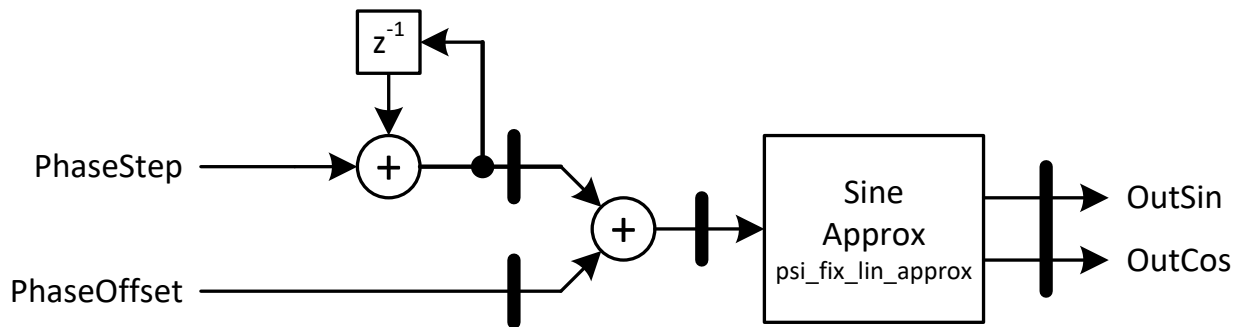 z⁻¹
PhaseStep
+
+
PhaseOffset
Sine
Approx
psi_fix_lin_approx
OutSin
OutCos